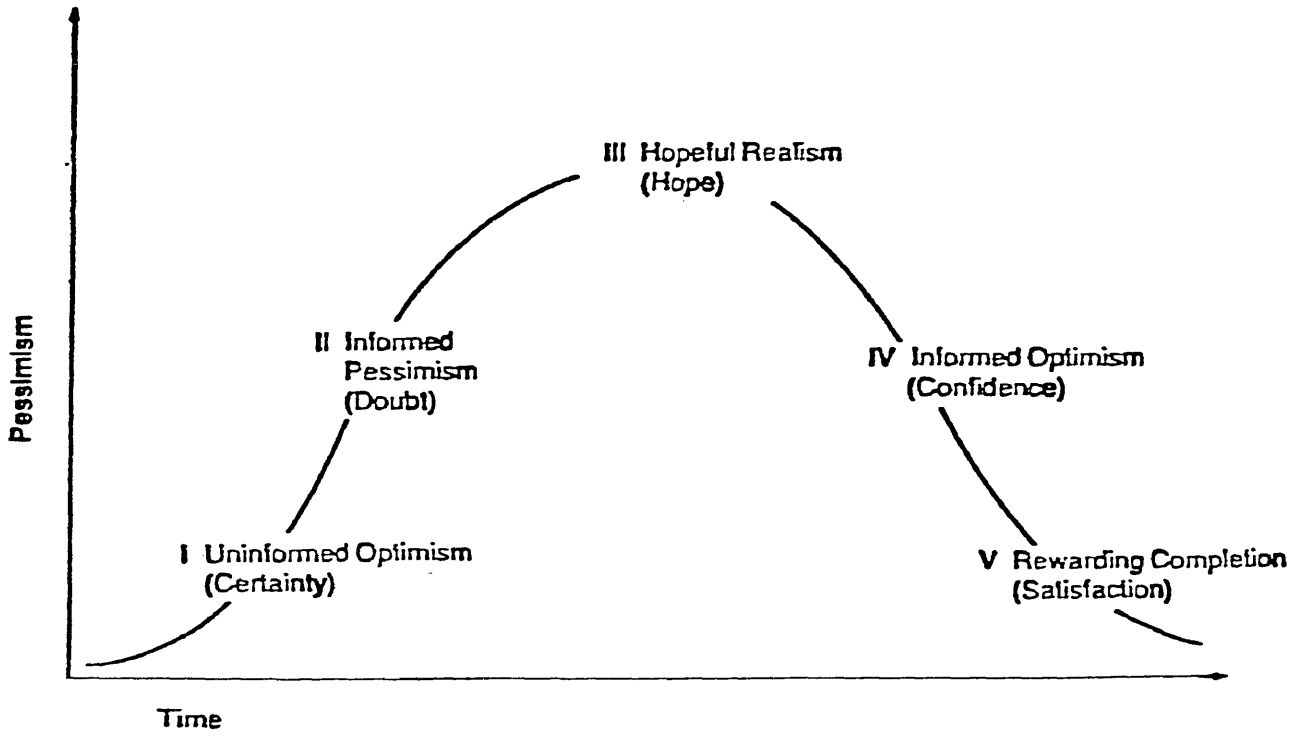 III Hopeful Realism
(Hope)
II Informed
Pessimism
(Doubt)
IV Informed Optimism
(Confidence)
Pessimism
I Uninformed Optimism
(Certainty)
V Rewarding Completion
(Satisfaction)
Time